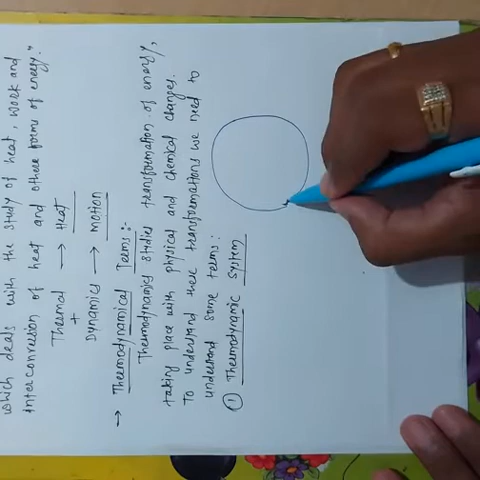 which deals with the study of heat, work and
interconversion of heat and other forms of energy."
Thermal → Heat
+
Dynamics → motion
→ Thermodynamical Terms :-
Thermodynamics studies transformation of energy,
taking place with physical and chemical changes.
To understand these transformations we need to
understand some terms :
① Thermodynamic System